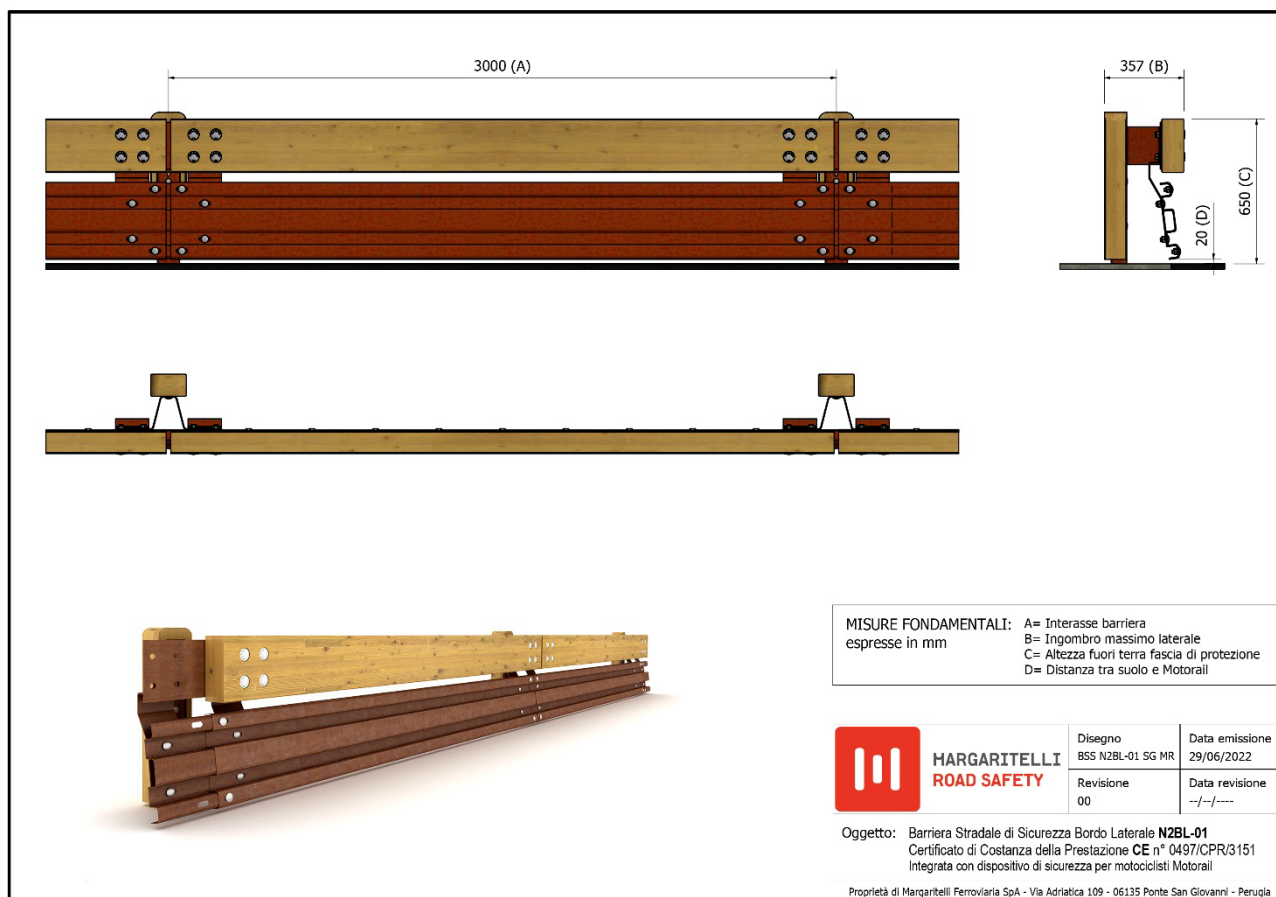 3000 (A)
357 (B)
650 (C)
20 (D)
MISURE FONDAMENTALI:
espresse in mm
A= Interasse barriera
B= Ingombro massimo laterale
C= Altezza fuori terra fascia di protezione
D= Distanza tra suolo e Motorail
MARGARITELLI
ROAD SAFETY
Disegno
BSS N2BL-01 SG MR
Data emissione
29/06/2022
Revisione
00
Data revisione
--/--/----
Oggetto: Barriera Stradale di Sicurezza Bordo Laterale N2BL-01
Certificato di Costanza della Prestazione CE n° 0497/CPR/3151
Integrata con dispositivo di sicurezza per motociclisti Motorail
Proprietà di Margaritelli Ferroviaria SpA - Via Adriatica 109 - 06135 Ponte San Giovanni - Perugia